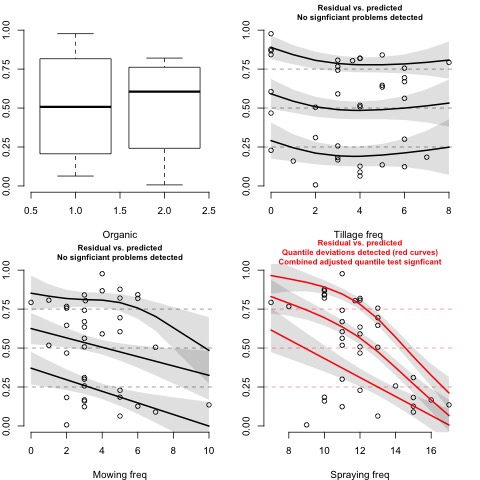 0.00 0.25 0.50 0.75 1.00
0.5 1.0 1.5 2.0 2.5
Organic
Residual vs. predicted
No signficiant problems detected
0.00 0.25 0.50 0.75 1.00
0 2 4 6 8
Tillage freq
Residual vs. predicted
No signficiant problems detected
0.00 0.25 0.50 0.75 1.00
0 2 4 6 8 10
Mowing freq
Residual vs. predicted
Quantile deviations detected (red curves)
Combined adjusted quantile test signficant
0.00 0.25 0.50 0.75 1.00
8 10 12 14 16
Spraying freq